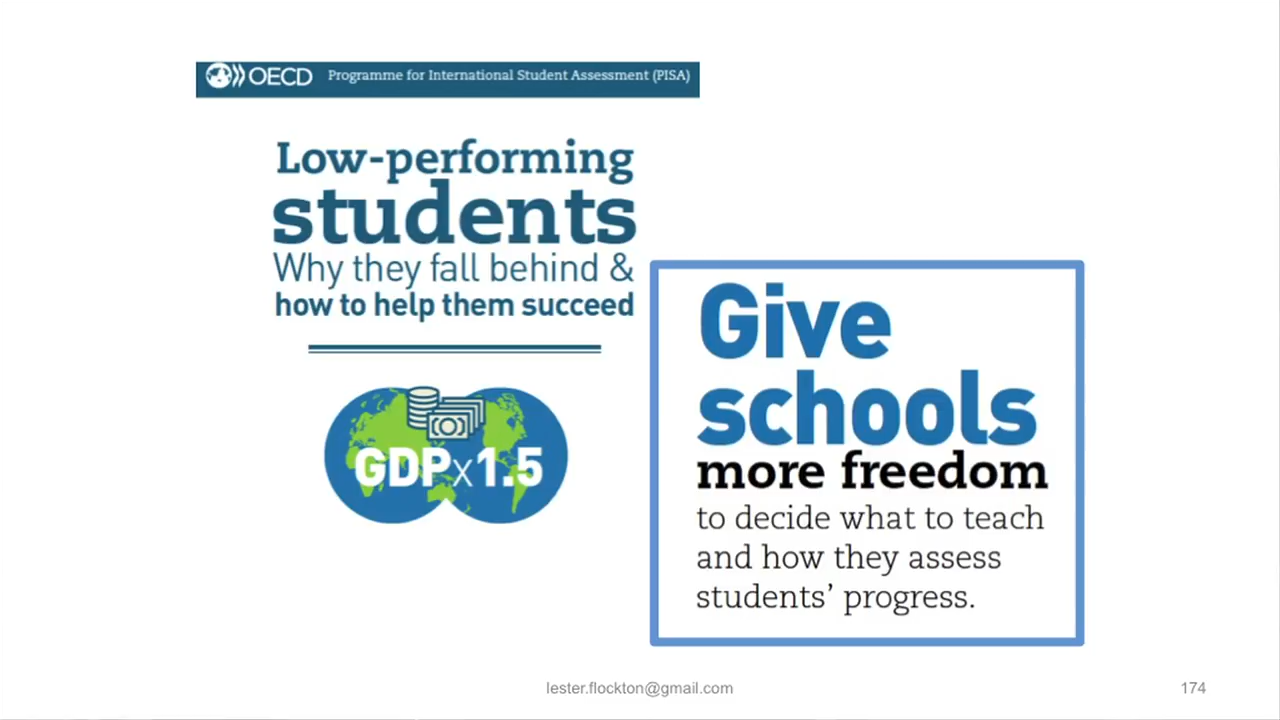 OECD Programme for International Student Assessment (PISA)
Low-performing
students
Why they fall behind &
how to help them succeed
GDPx1.5
Give
schools
more freedom
to decide what to teach
and how they assess
students’ progress.
lester.flockton@gmail.com
174